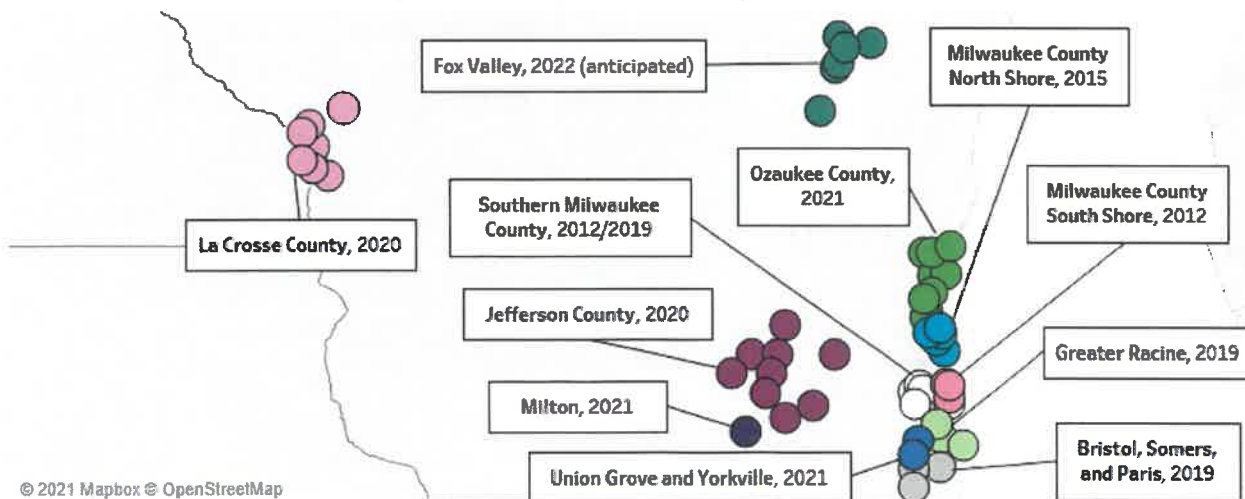 Fox Valley, 2022 (anticipated)
Milwaukee County
North Shore, 2015
Ozaukee County,
2021
Milwaukee County
South Shore, 2012
Southern Milwaukee
County, 2012/2019
La Crosse County, 2020
Jefferson County, 2020
Greater Racine, 2019
Milton, 2021
Union Grove and Yorkville, 2021
Bristol, Somers,
and Paris, 2019
© 2021 Mapbox © OpenStreetMap